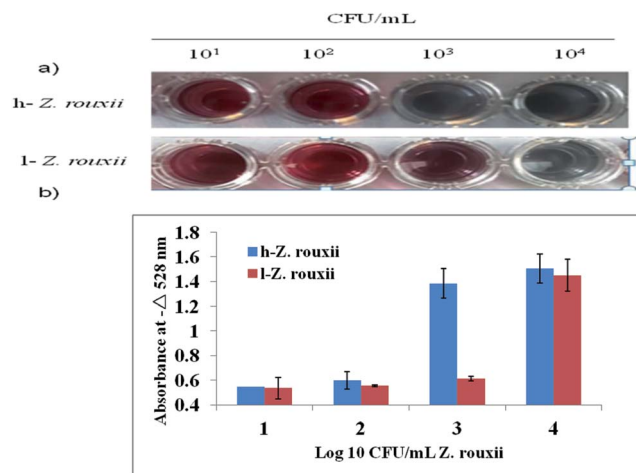 CFU/mL
10¹ 10² 10³ 10⁴
a)
h- Z. rouxii
l- Z. rouxii
b)
1.8
1.6
1.4
1.2
1
0.8
0.6
0.4
h-Z. rouxii
l-Z. rouxii
Absorbance at -△ 528 nm
1 2 3 4
Log 10 CFU/mL Z. rouxii